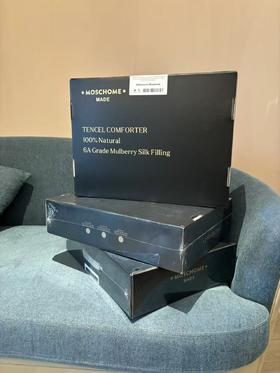 • MOSCHOME •
MADE
TENCEL COMFORTER
100% Natural
6A Grade Mulberry Silk Filling
• MOSCHOME •
MADE